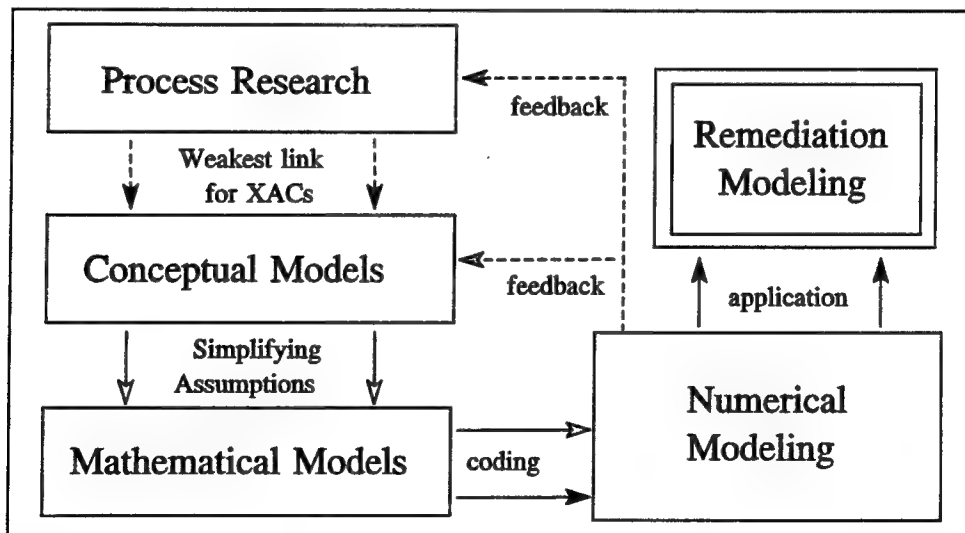 Process Research
feedback
Remediation
Modeling
Weakest link
for XACs
Conceptual Models
feedback
application
Simplifying
Assumptions
Numerical
Modeling
Mathematical Models
coding